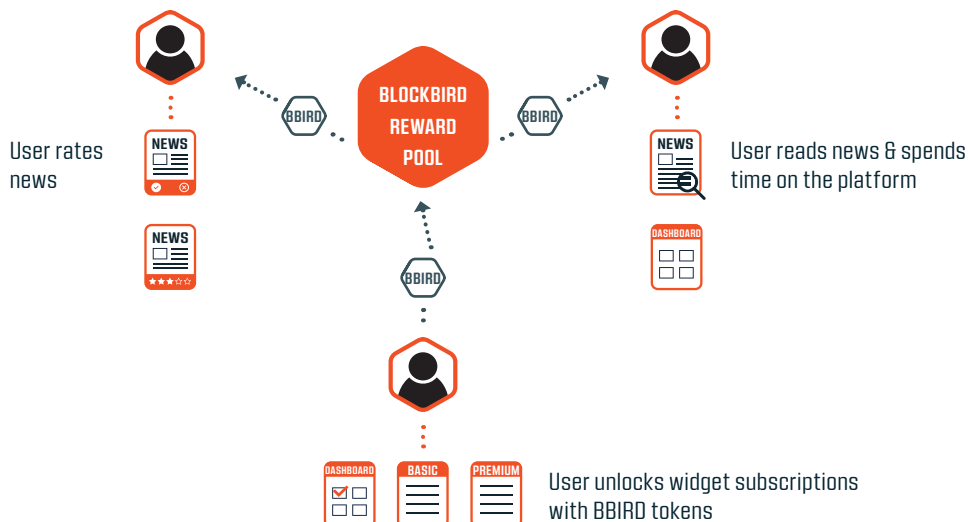 BLOCKBIRD
REWARD
POOL
BBIRD
BBIRD
User rates
news
NEWS
NEWS
NEWS
User reads news & spends
time on the platform
DASHBOARD
BBIRD
DASHBOARD
BASIC
PREMIUM
User unlocks widget subscriptions
with BBIRD tokens